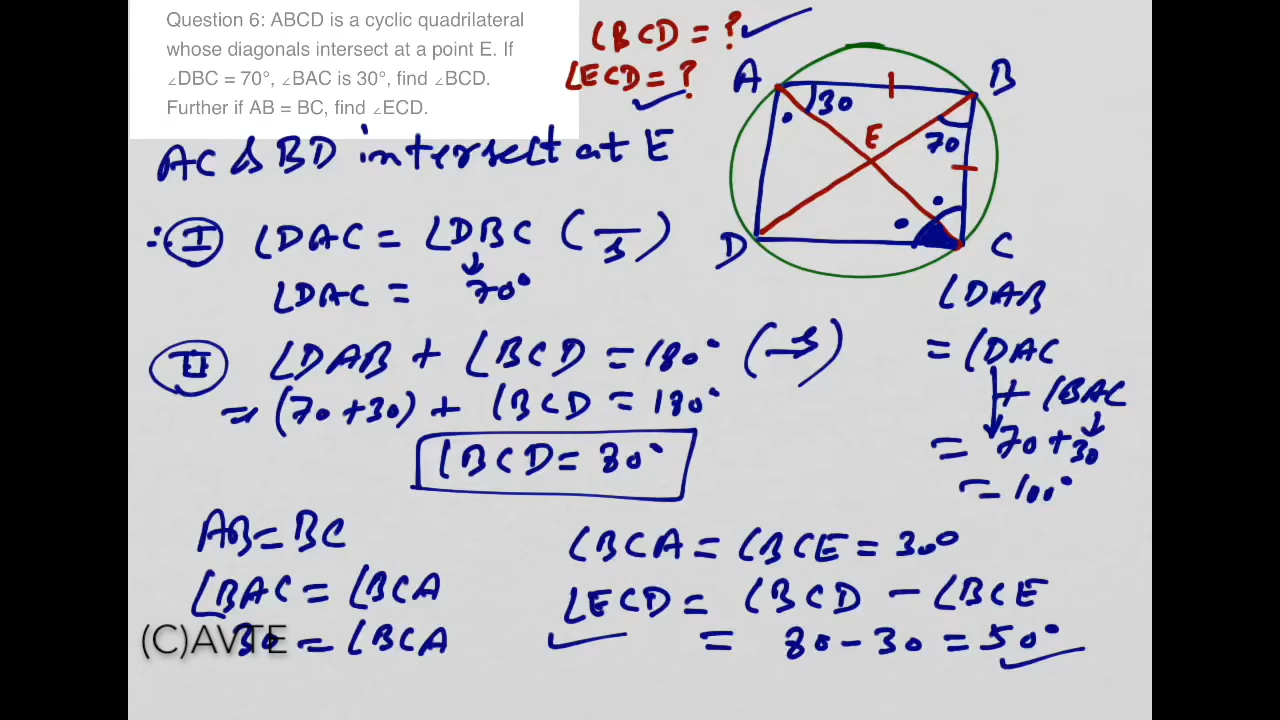 Question 6: ABCD is a cyclic quadrilateral
whose diagonals intersect at a point E. If
∠DBC = 70°, ∠BAC is 30°, find ∠BCD.
Further if AB = BC, find ∠ECD.
∠BCD = ?
∠ECD = ?
A
B
30
E
70
D
C
AC & BD intersect at E
∴ I ∠DAC = ∠DBC
∠DAC = 70°
II ∠DAB + ∠BCD = 180°
= (70+30) + ∠BCD = 180°
∠BCD = 80°
∠DAB
= ∠DAC
+ ∠BAC
= 70 + 30
= 100°
AB = BC
∠BAC = ∠BCA
30 = ∠BCA
∠BCA = ∠BCE = 30°
∠ECD = ∠BCD - ∠BCE
= 80 - 30 = 50°
(C)AVTE